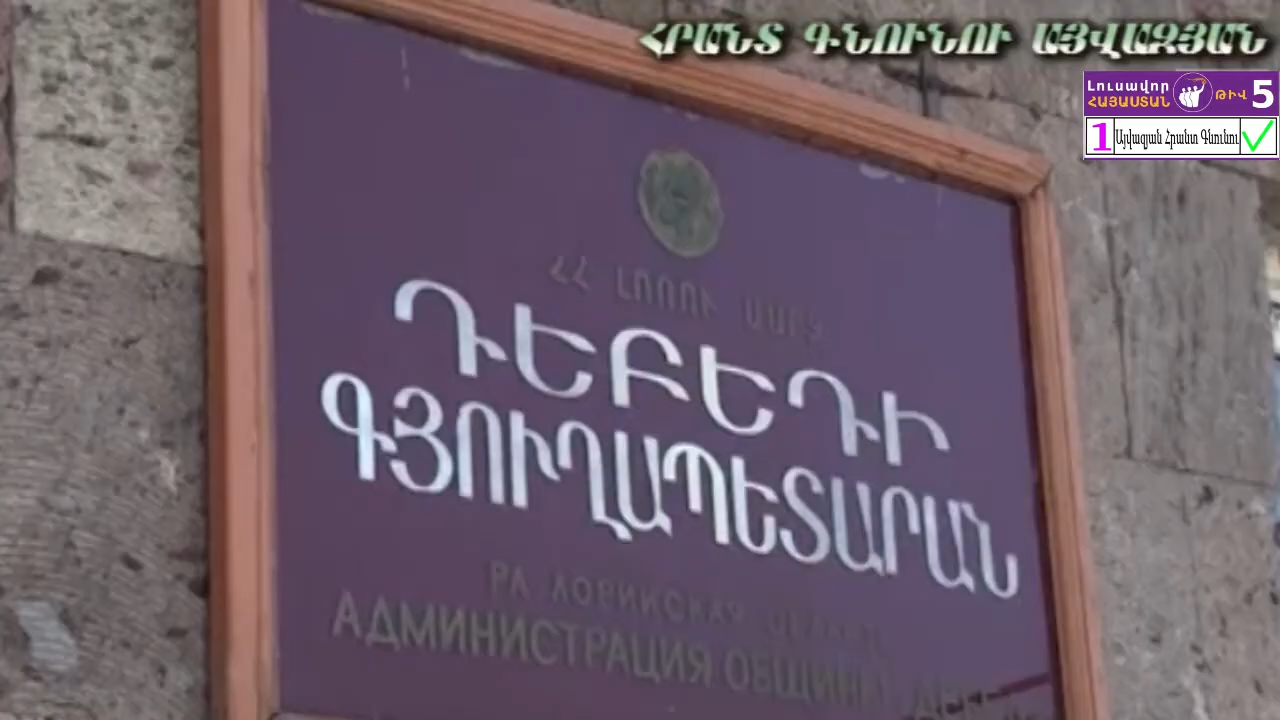 ՀՐԱՆՏ ԳՆՈՒՆՈՒ ԱՅՎԱԶՅԱՆ
Լուսավոր
ՀԱՅԱՍՏԱՆ
ԹԻՎ 5
1 Այվազյան Հրանտ Գնունու
ՀՀ ԼՈՌՈՒ ՄԱՐԶ
ԴԵԲԵԴԻ
ԳՅՈՒՂԱՊԵՏԱՐԱՆ
РА ЛОРИЙСКАЯ
АДМИНИСТРАЦИЯ ОБЩИНЫ